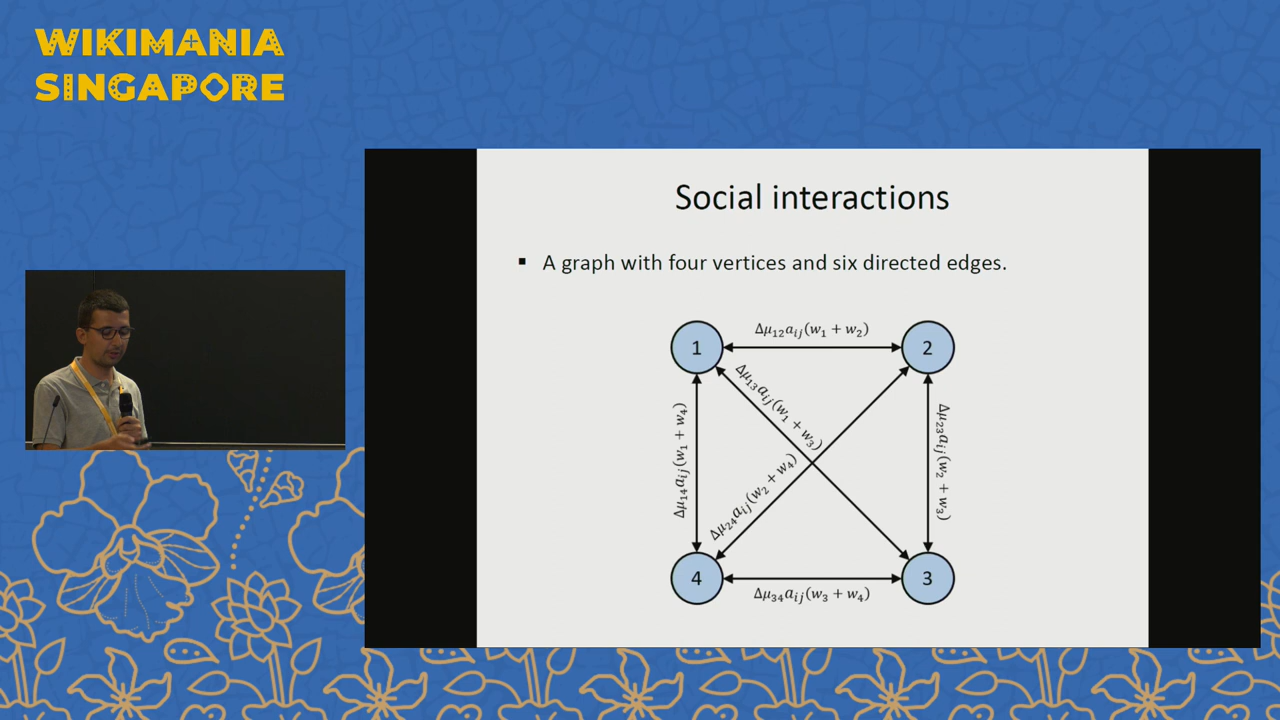 WIKIMANIA
SINGAPORE
Social interactions
▪ A graph with four vertices and six directed edges.
Δμ₁₂aᵢⱼ(w₁ + w₂)
1
2
Δμ₁₃aᵢⱼ(w₁ + w₃)
Δμ₁₄aᵢⱼ(w₁ + w₄)
Δμ₂₃aᵢⱼ(w₂ + w₃)
Δμ₂₄aᵢⱼ(w₂ + w₄)
4
3
Δμ₃₄aᵢⱼ(w₃ + w₄)